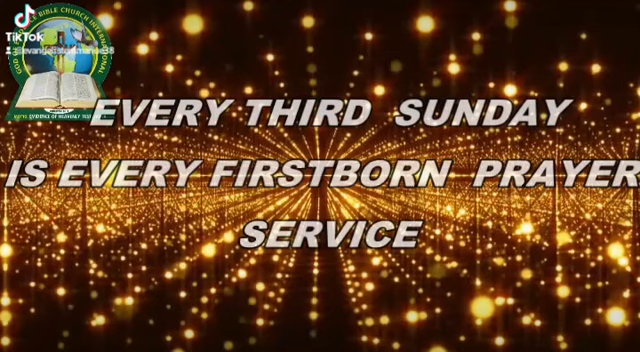 TikTok
EVERY THIRD SUNDAY
IS EVERY FIRSTBORN PRAYER
SERVICE